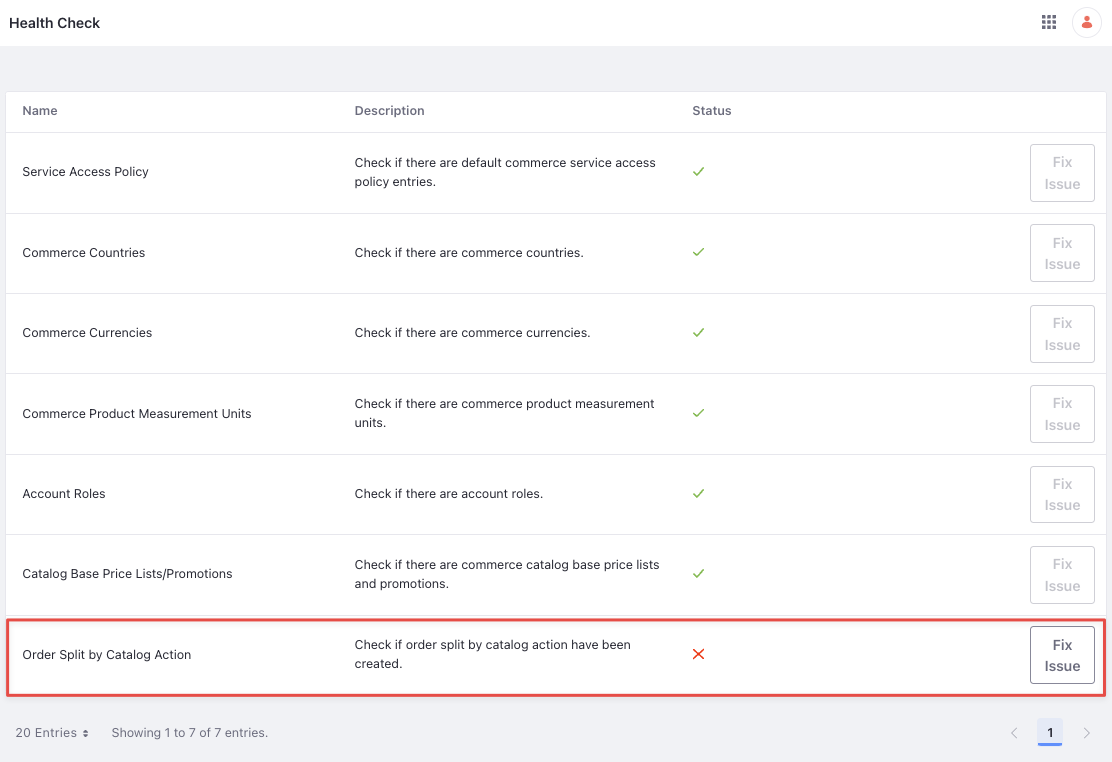 Health Check
Name Description Status
Service Access Policy
Check if there are default commerce service access
policy entries.
Fix
Issue
Commerce Countries
Check if there are commerce countries.
Fix
Issue
Commerce Currencies
Check if there are commerce currencies.
Fix
Issue
Commerce Product Measurement Units
Check if there are commerce product measurement
units.
Fix
Issue
Account Roles
Check if there are account roles.
Fix
Issue
Catalog Base Price Lists/Promotions
Check if there are commerce catalog base price lists
and promotions.
Fix
Issue
Order Split by Catalog Action
Check if order split by catalog action have been
created.
Fix
Issue
20 Entries Showing 1 to 7 of 7 entries. 1